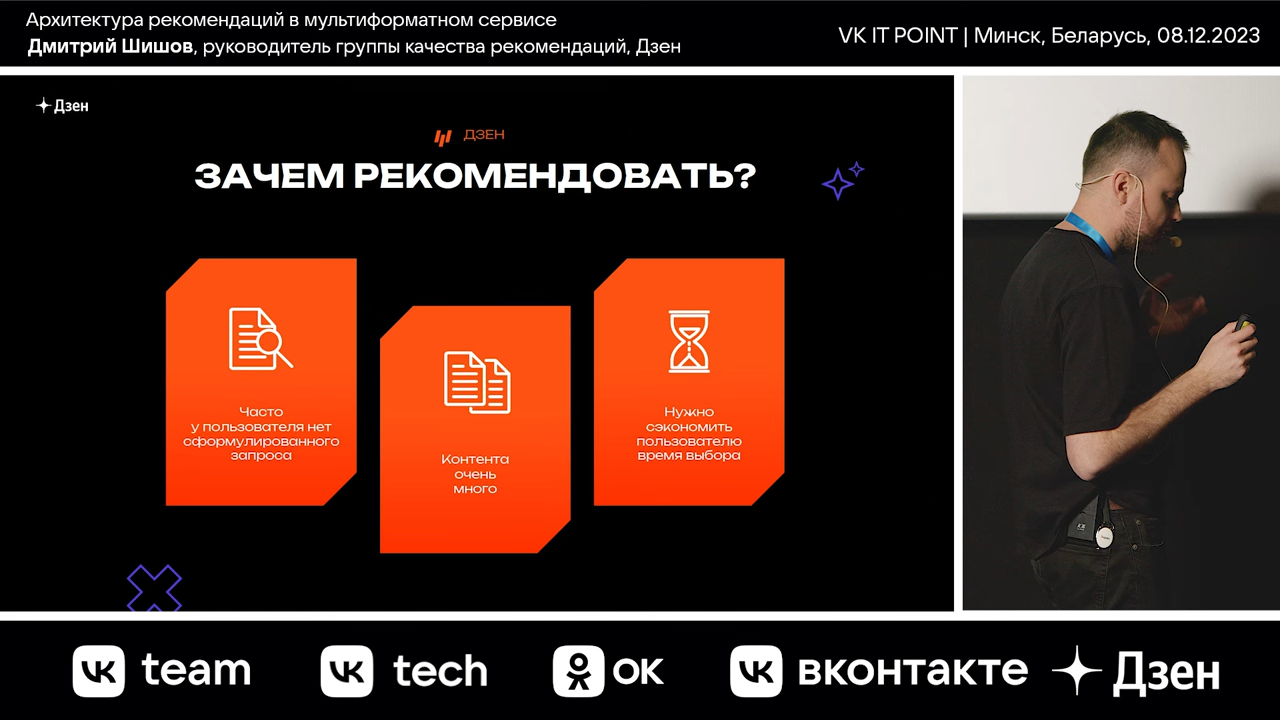 Архитектура рекомендаций в мультиформатном сервисе
Дмитрий Шишов, руководитель группы качества рекомендаций, Дзен
VK IT POINT | Минск, Беларусь, 08.12.2023
Дзен
ДЗЕН
ЗАЧЕМ РЕКОМЕНДОВАТЬ?
Часто
у пользователя нет
сформулированного
запроса
Контента
очень
много
Нужно
сэкономить
пользователю
время выбора
team
tech
ОК
вконтакте
Дзен